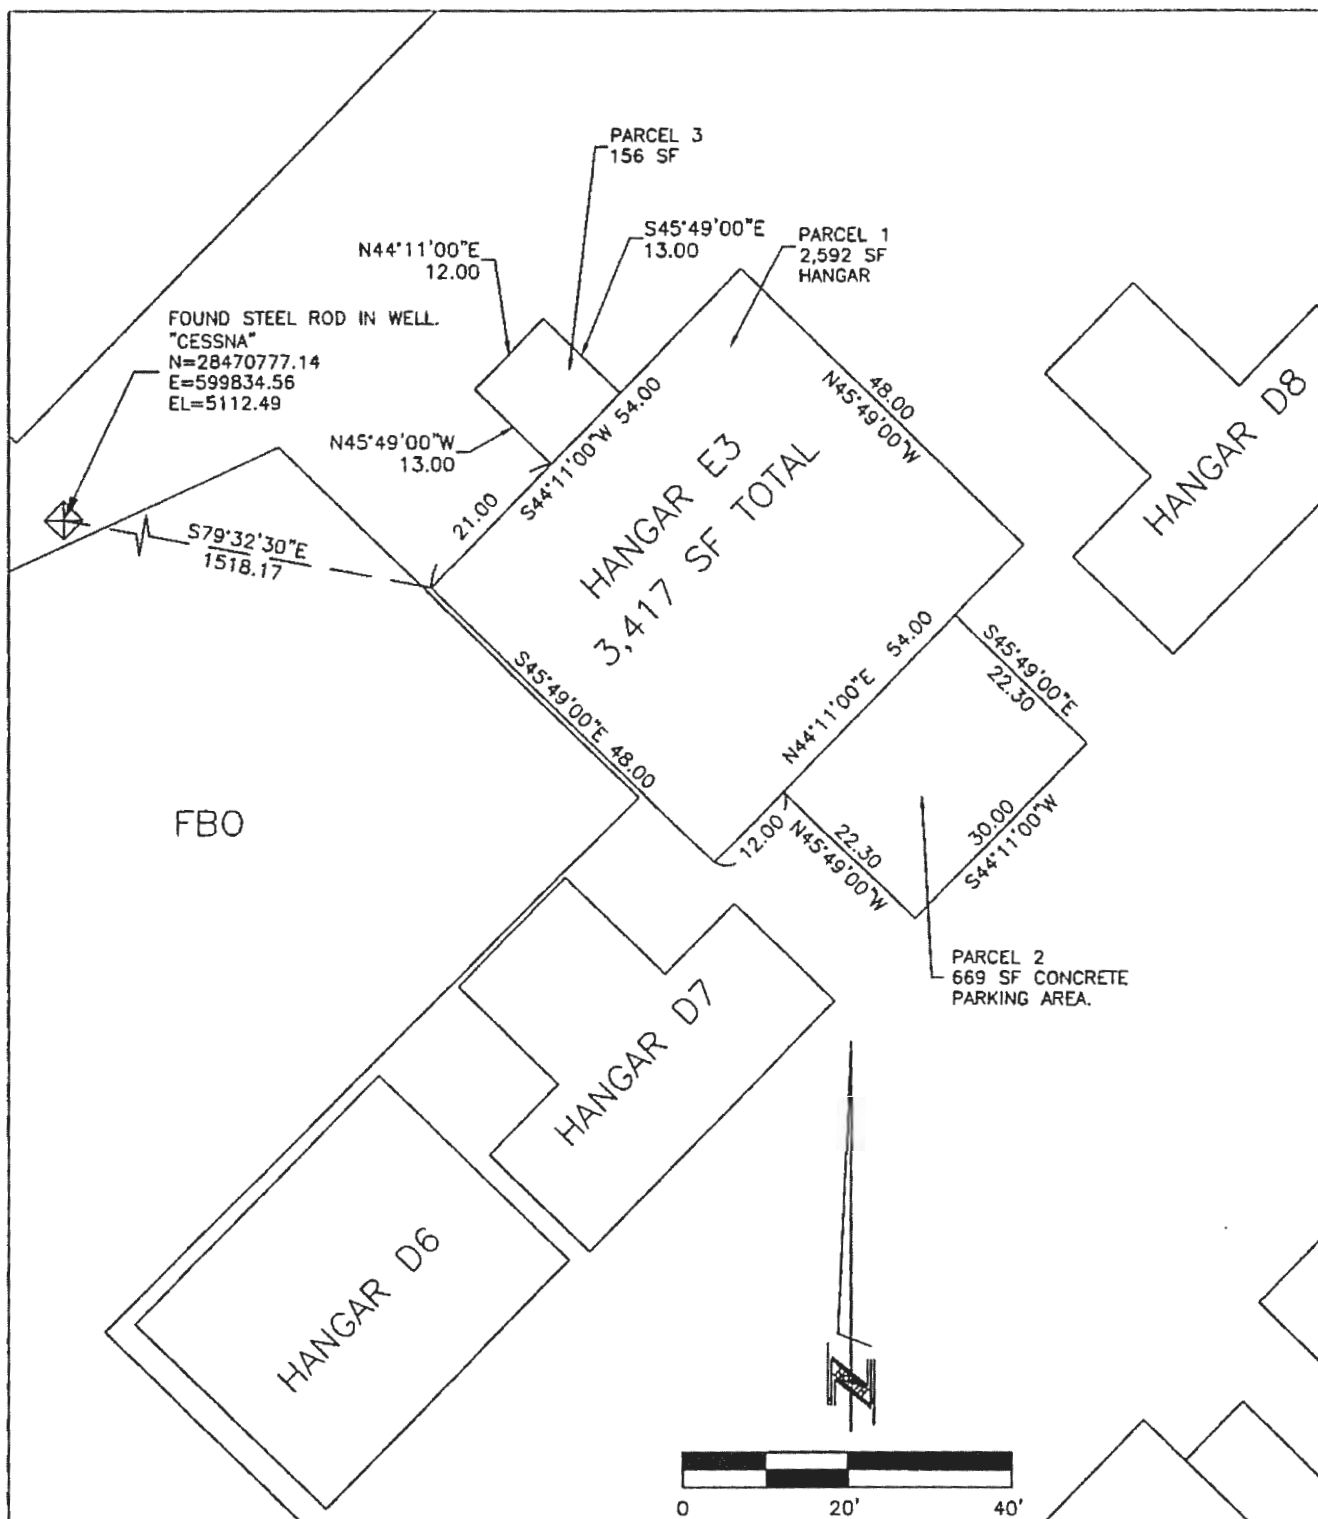 PARCEL 3
156 SF
S45°49'00"E
13.00
N44°11'00"E
12.00
PARCEL 1
2,592 SF
HANGAR
FOUND STEEL ROD IN WELL.
"CESSNA"
N=28470777.14
E=599834.56
EL=5112.49
N45°49'00"W
13.00
S44°11'00"W 54.00
21.00
48.00
N45°49'00"W
HANGAR D8
HANGAR E3
3,417 SF TOTAL
S79°32'30"E
1518.17
S45°49'00"E 48.00
N44°11'00"E 54.00
S45°49'00"E
22.30
FBO
12.00
22.30
N45°49'00"W
30.00
S44°11'00"W
PARCEL 2
669 SF CONCRETE
PARKING AREA.
HANGAR D7
HANGAR D6
N
0 20' 40'